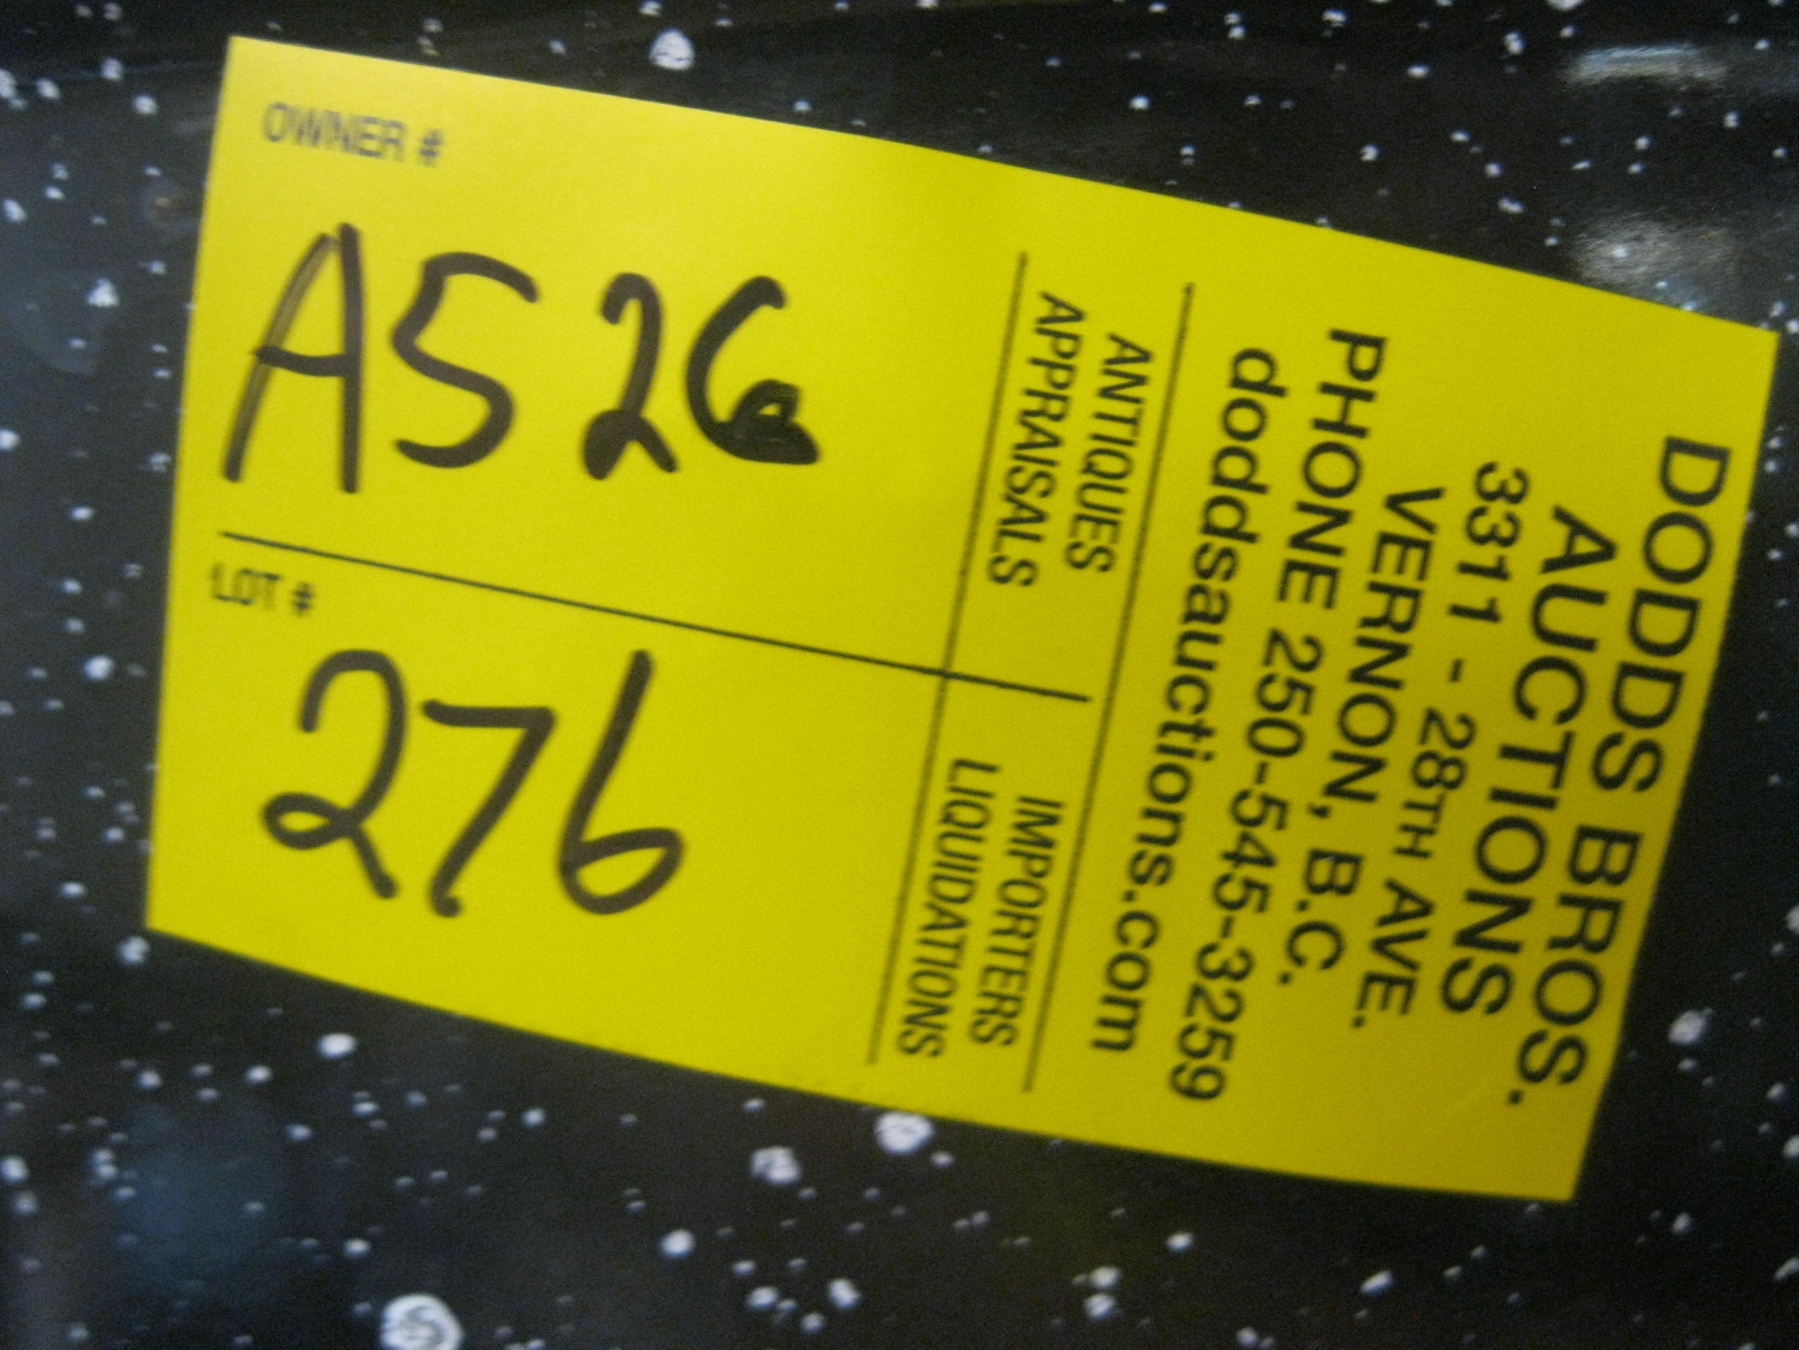 DODDS BROS.
AUCTIONS
3311 - 28TH AVE.
VERNON, B.C.
PHONE 250-545-3259
doddsauctions.com
ANTIQUES
APPRAISALS
IMPORTERS
LIQUIDATIONS
OWNER #
A526
LOT #
276